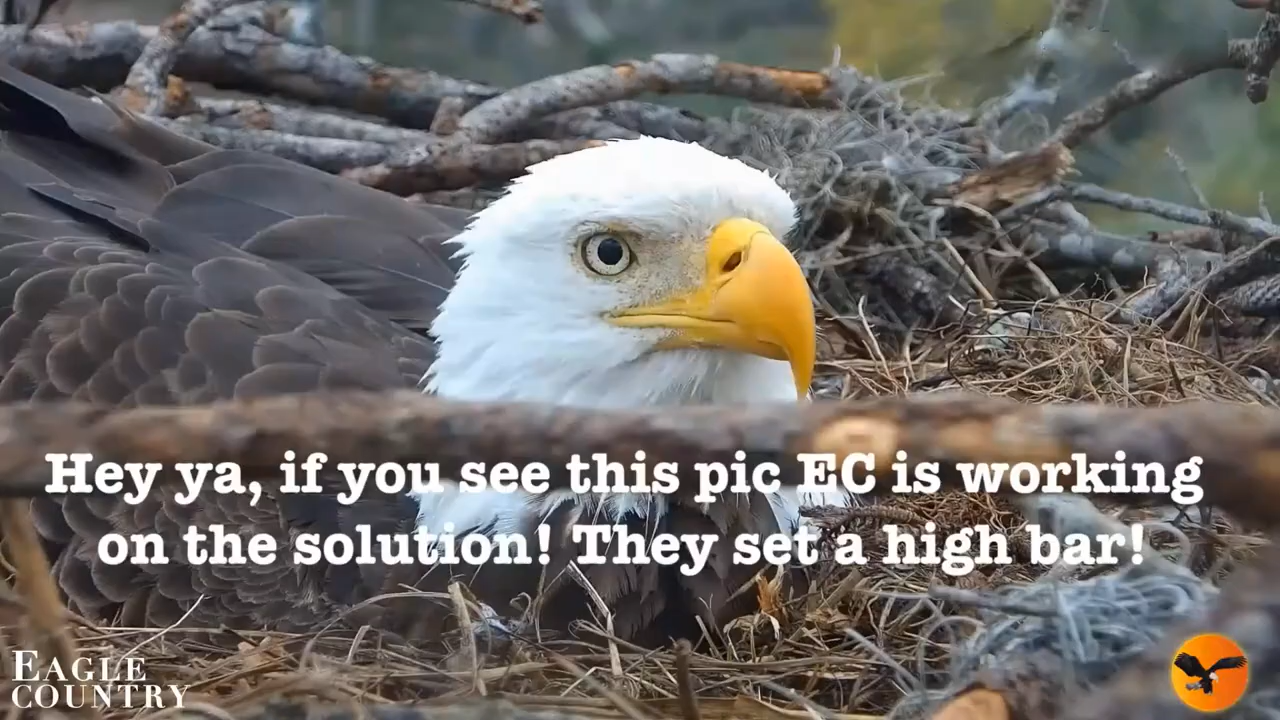 Hey ya, if you see this pic EC is working
on the solution! They set a high bar!
EAGLE
COUNTRY